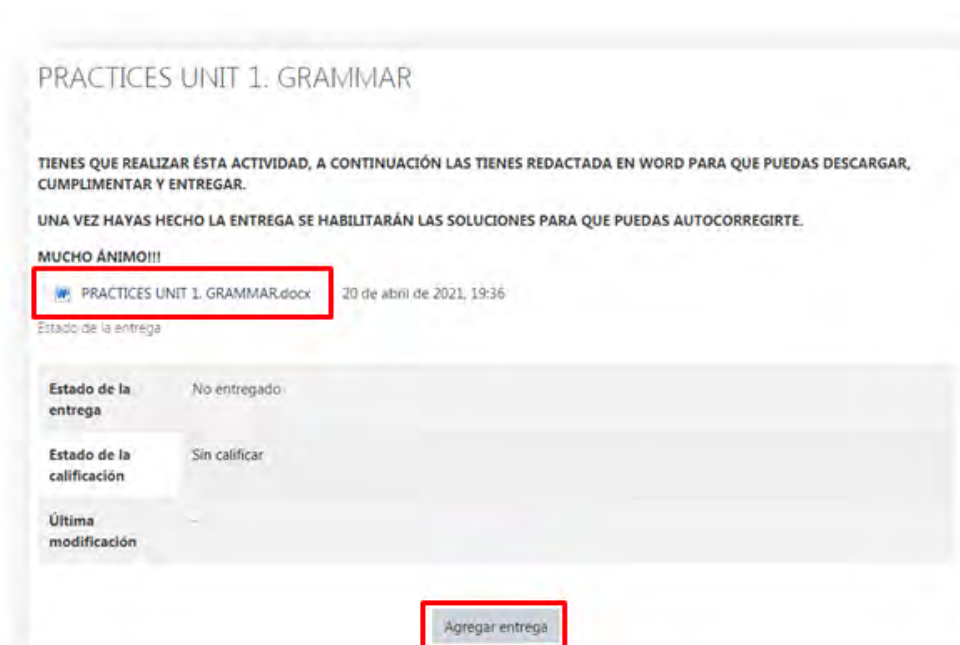 PRACTICES UNIT 1. GRAMMAR
TIENES QUE REALIZAR ÉSTA ACTIVIDAD, A CONTINUACIÓN LAS TIENES REDACTADA EN WORD PARA QUE PUEDAS DESCARGAR,
CUMPLIMENTAR Y ENTREGAR.
UNA VEZ HAYAS HECHO LA ENTREGA SE HABILITARÁN LAS SOLUCIONES PARA QUE PUEDAS AUTOCORREGIRTE.
MUCHO ÁNIMO!!!
PRACTICES UNIT 1. GRAMMAR.docx 20 de abril de 2021, 19:36
Estado de la entrega
Estado de la No entregado
entrega
Estado de la Sin calificar
calificación
Última -
modificación
Agregar entrega